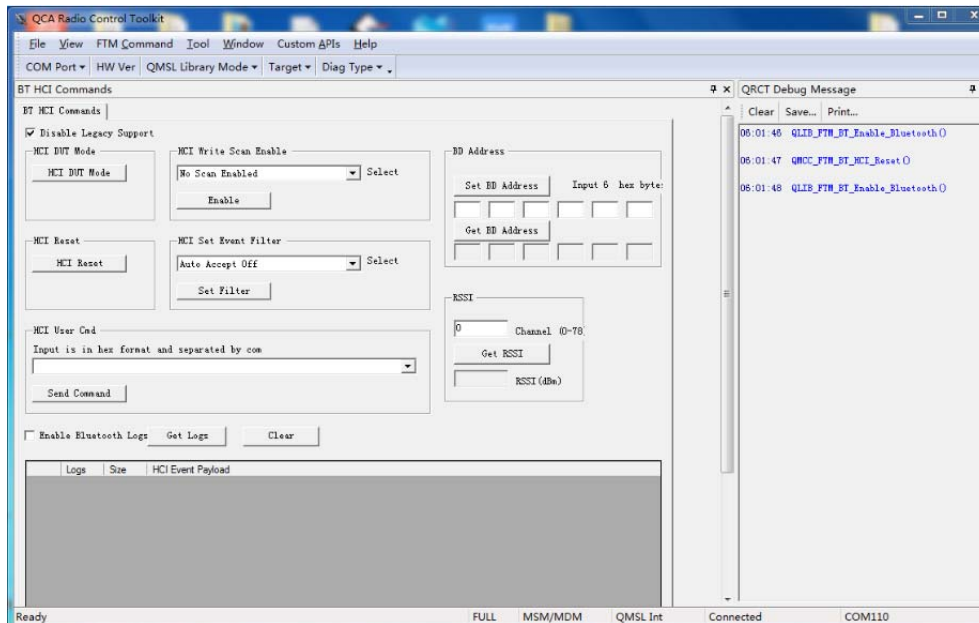 QCA Radio Control Toolkit
File View FTM Command Tool Window Custom APIs Help
COM Port HW Ver QMSL Library Mode Target Diag Type
BT HCI Commands
BT HCI Commands
Disable Legacy Support
HCI DUT Mode
HCI DUT Mode
HCI Write Scan Enable
No Scan Enabled Select
Enable
BD Address
Set BD Address Input 6 hex byte:
Get BD Address
HCI Reset
HCI Reset
HCI Set Event Filter
Auto Accept Off Select
Set Filter
RSSI
0 Channel (0-78
Get RSSI
RSSI(dBm)
HCI User Cmd
Input is in hex format and separated by com
Send Command
Enable Bluetooth Logs Get Logs Clear
Logs Size HCI Event Payload
QRCT Debug Message
Clear Save... Print...
06:01:46 QLIB_FTM_BT_Enable_Bluetooth()
06:01:47 QMCC_FTM_BT_HCI_Reset()
06:01:48 QLIB_FTM_BT_Enable_Bluetooth()
Ready FULL MSM/MDM QMSL Int Connected COM110